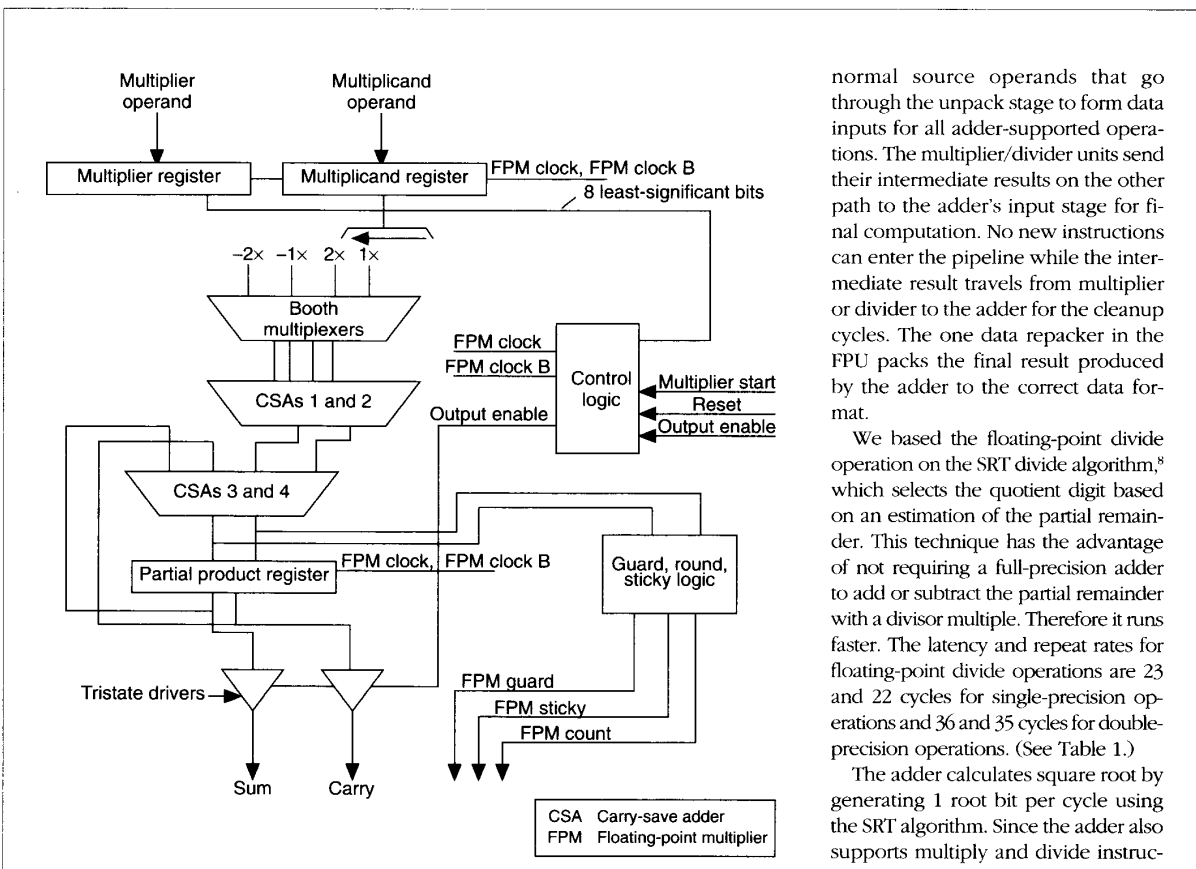 Multiplier
operand
Multiplicand
operand
Multiplier register
Multiplicand register
FPM clock, FPM clock B
8 least-significant bits
−2× −1× 2× 1×
Booth
multiplexers
CSAs 1 and 2
FPM clock
FPM clock B
Control
logic
Multiplier start
Reset
Output enable
Output enable
CSAs 3 and 4
Partial product register
FPM clock, FPM clock B
Guard, round,
sticky logic
Tristate drivers
FPM guard
FPM sticky
FPM count
Sum
Carry
CSA Carry-save adder
FPM Floating-point multiplier
normal source operands that go
through the unpack stage to form data
inputs for all adder-supported opera-
tions. The multiplier/divider units send
their intermediate results on the other
path to the adder's input stage for fi-
nal computation. No new instructions
can enter the pipeline while the inter-
mediate result travels from multiplier
or divider to the adder for the cleanup
cycles. The one data repacker in the
FPU packs the final result produced
by the adder to the correct data for-
mat.
We based the floating-point divide
operation on the SRT divide algorithm,⁸
which selects the quotient digit based
on an estimation of the partial remain-
der. This technique has the advantage
of not requiring a full-precision adder
to add or subtract the partial remainder
with a divisor multiple. Therefore it runs
faster. The latency and repeat rates for
floating-point divide operations are 23
and 22 cycles for single-precision op-
erations and 36 and 35 cycles for double-
precision operations. (See Table 1.)
The adder calculates square root by
generating 1 root bit per cycle using
the SRT algorithm. Since the adder also
supports multiply and divide instruc-